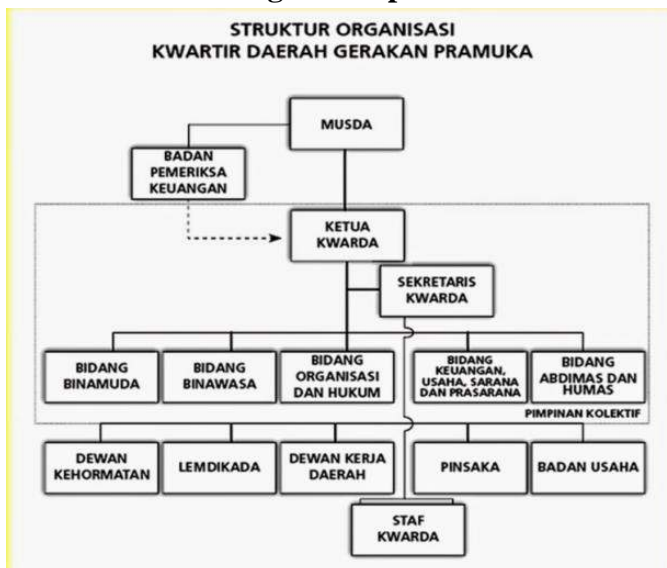 STRUKTUR ORGANISASI
KWARTIR DAERAH GERAKAN PRAMUKA
MUSDA
BADAN
PEMERIKSA
KEUANGAN
KETUA
KWARDA
SEKRETARIS
KWARDA
BIDANG
BINAMUDA
BIDANG
BINAWASA
BIDANG
ORGANISASI
DAN HUKUM
BIDANG
KEUANGAN,
USAHA, SARANA
DAN PRASARANA
BIDANG
ABDIMAS DAN
HUMAS
PIMPINAN KOLEKTIF
DEWAN
KEHORMATAN
LEMDIKADA
DEWAN KERJA
DAERAH
PINSAKA
BADAN USAHA
STAF
KWARDA